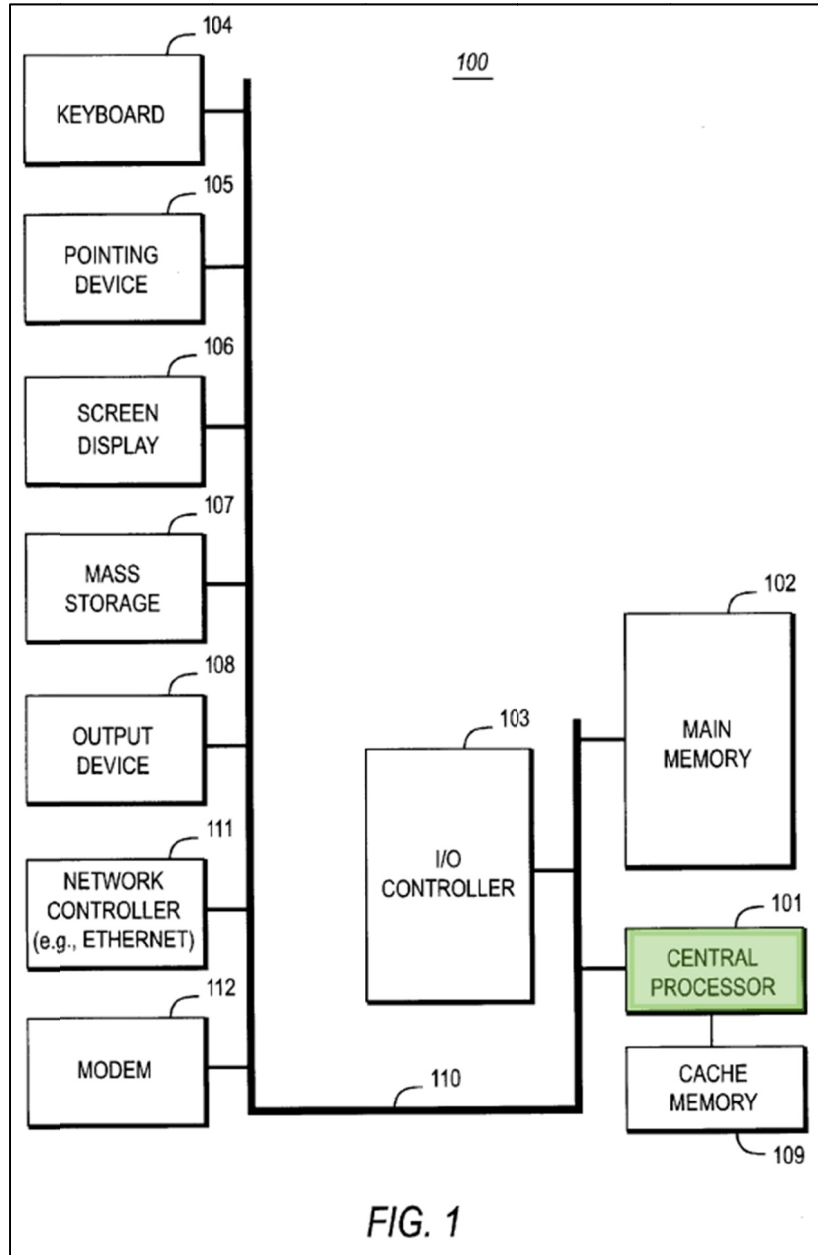 104
100
KEYBOARD
105
POINTING
DEVICE
106
SCREEN
DISPLAY
107
MASS
STORAGE
102
108
103
MAIN
MEMORY
OUTPUT
DEVICE
111
I/O
CONTROLLER
NETWORK
CONTROLLER
(e.g., ETHERNET)
101
CENTRAL
PROCESSOR
112
MODEM
110
CACHE
MEMORY
109
FIG. 1